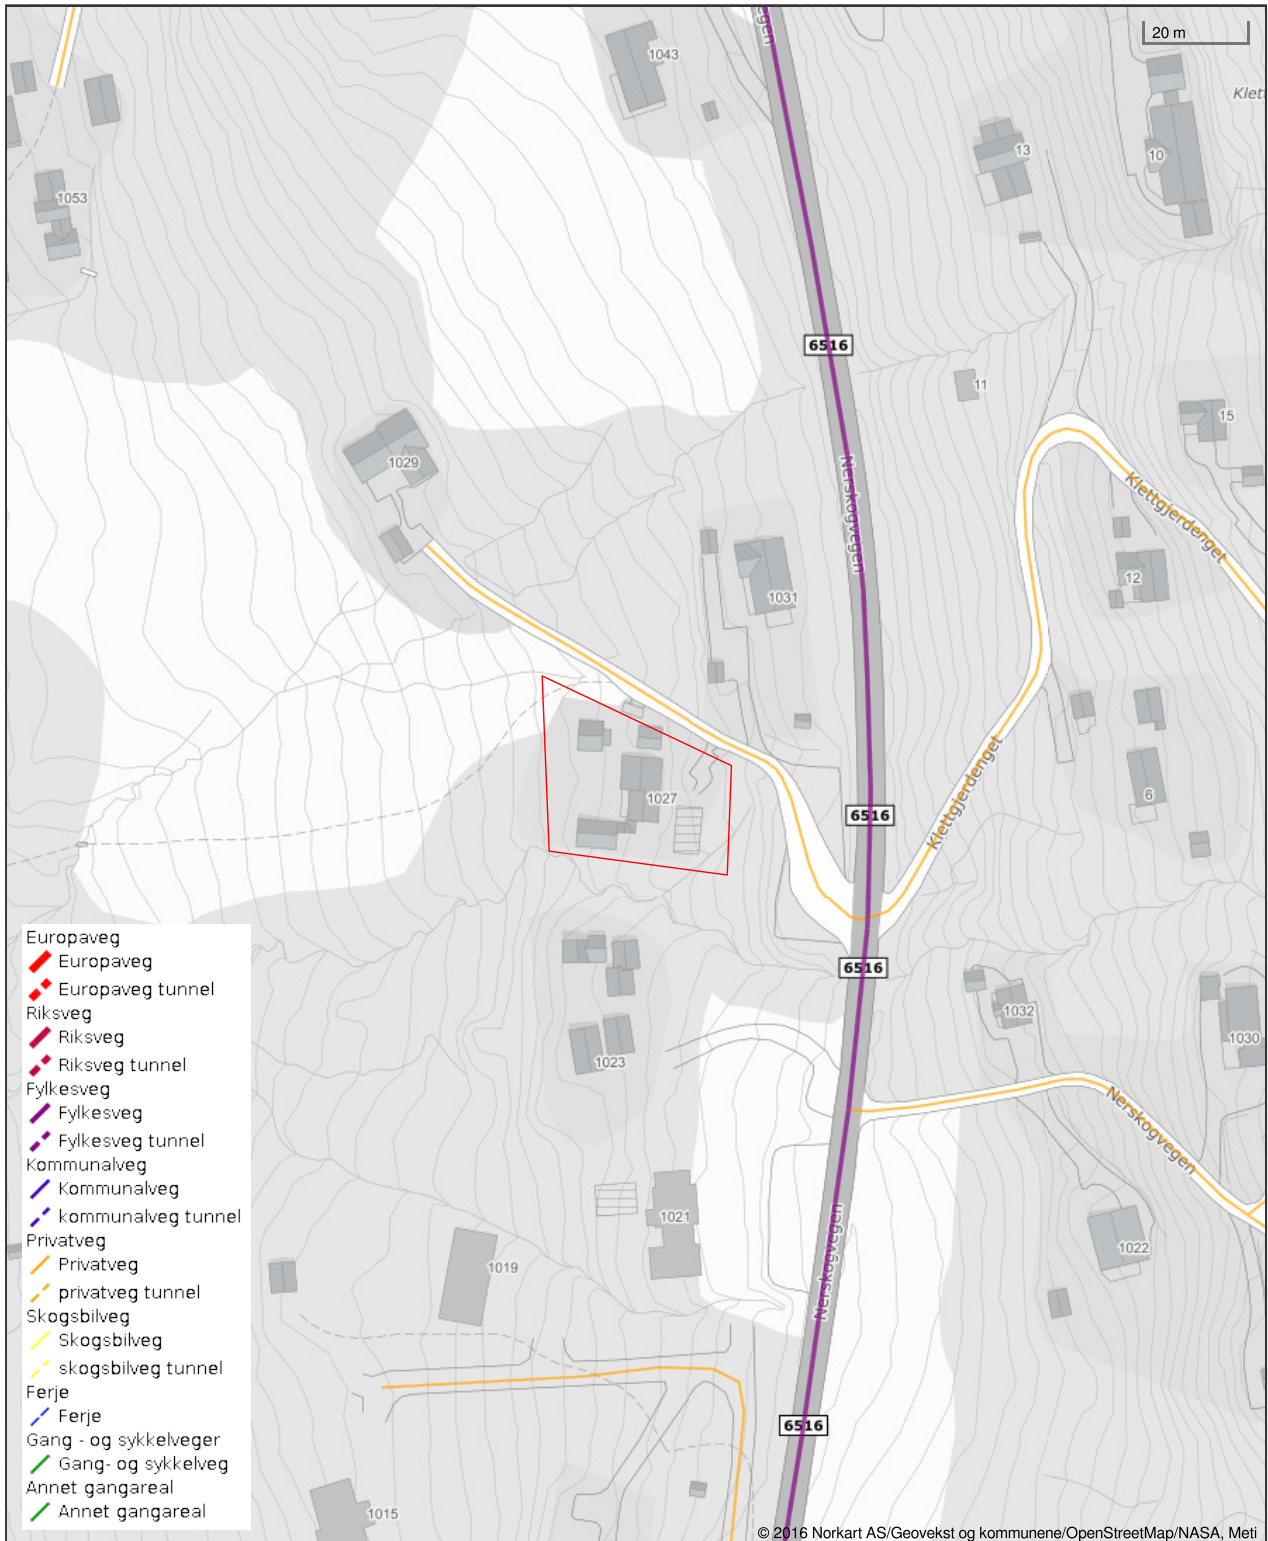 egen
20 m
1043
Klett
13
10
1053
6516
11
15
1029
Nerskogvegen
Klettgjerdenget
12
1031
1027
6
6516
Klettgjerdenget
6516
1032
1030
1023
Nerskogvegen
1021
1022
1019
Nerskogvegen
6516
1015
Europaveg
Europaveg
Europaveg tunnel
Riksveg
Riksveg
Riksveg tunnel
Fylkesveg
Fylkesveg
Fylkesveg tunnel
Kommunalveg
Kommunalveg
kommunalveg tunnel
Privatveg
Privatveg
privatveg tunnel
Skogsbilveg
Skogsbilveg
skogsbilveg tunnel
Ferje
Ferje
Gang - og sykkelveger
Gang- og sykkelveg
Annet gangareal
Annet gangareal
© 2016 Norkart AS/Geovekst og kommunene/OpenStreetMap/NASA, Meti